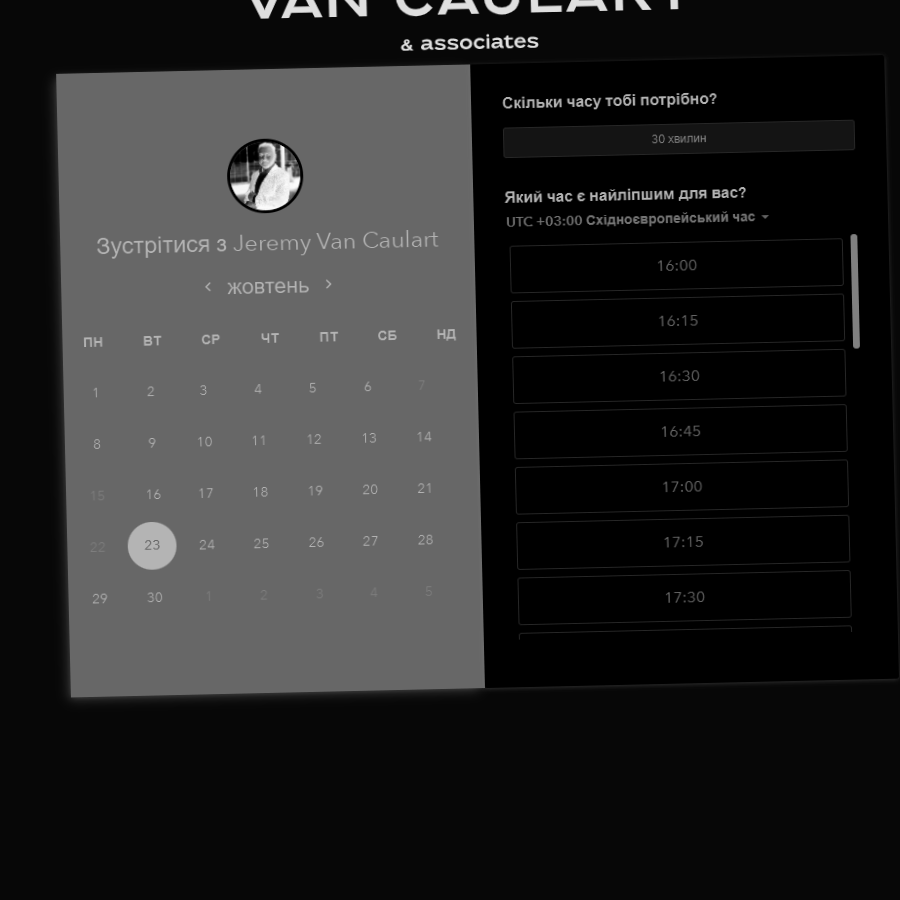 VAN CAULART
& associates
Зустрітися з Jeremy Van Caulart
жовтень
ПН ВТ СР ЧТ ПТ СБ НД
1 2 3 4 5 6 7
8 9 10 11 12 13 14
15 16 17 18 19 20 21
22 23 24 25 26 27 28
29 30 1 2 3 4 5
Скільки часу тобі потрібно?
30 хвилин
Який час є найліпшим для вас?
UTC +03:00 Східноєвропейський час
16:00
16:15
16:30
16:45
17:00
17:15
17:30